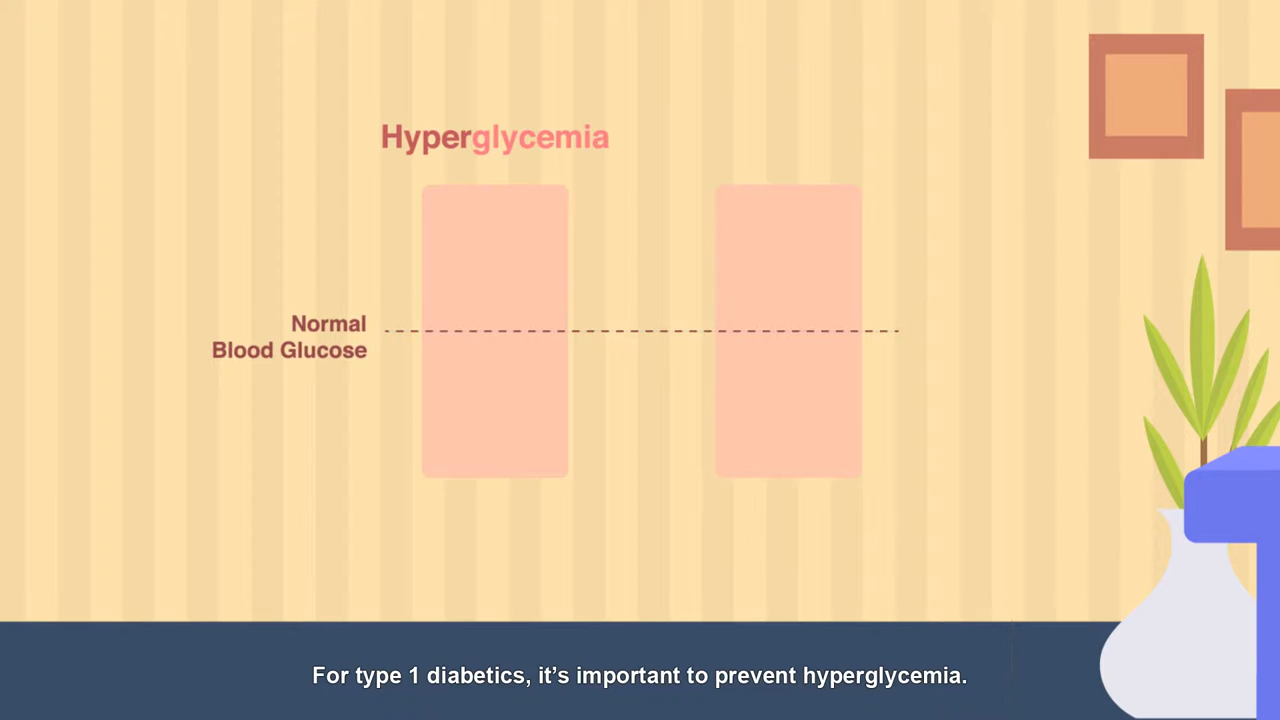 Hyperglycemia
Normal
Blood Glucose
For type 1 diabetics, it’s important to prevent hyperglycemia.